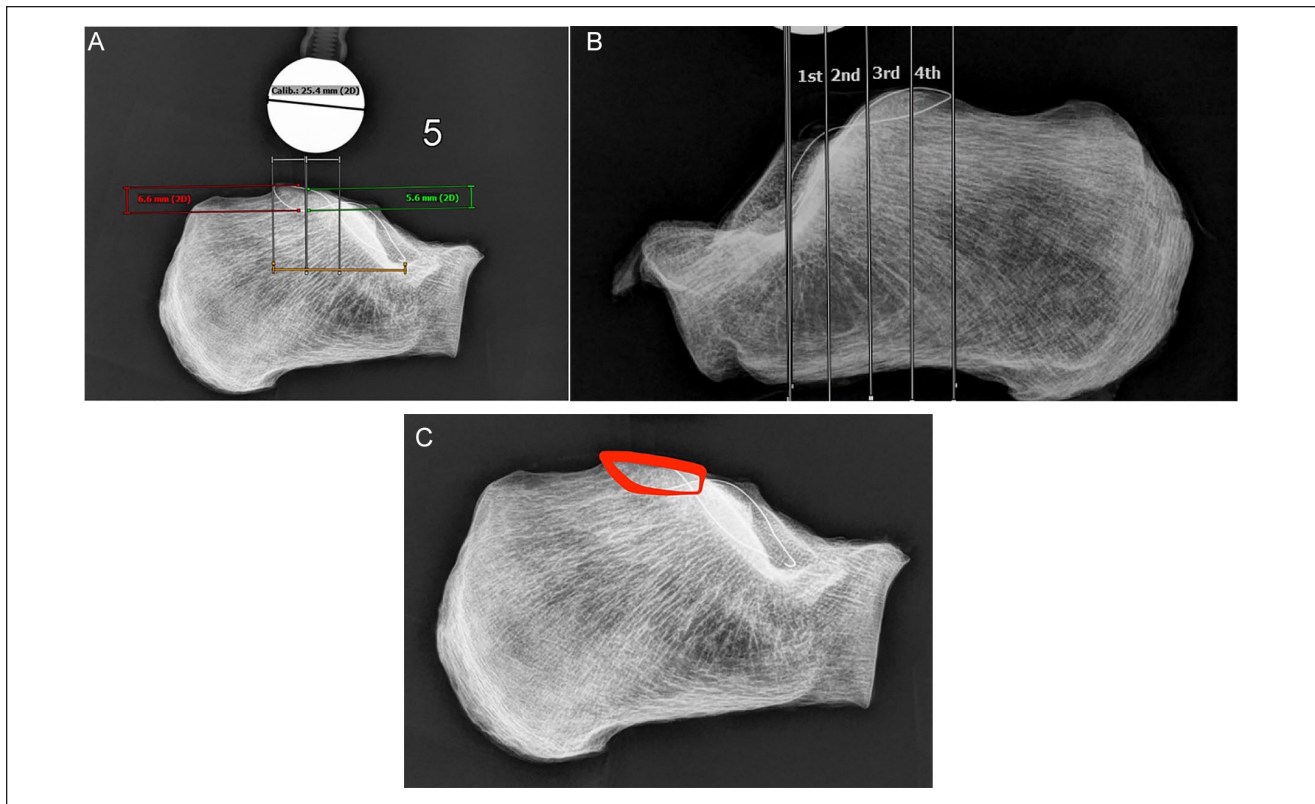 A
Calib.: 25.4 mm (2D)
5
6.6 mm (2D)
5.6 mm (2D)
B
1st 2nd 3rd 4th
C